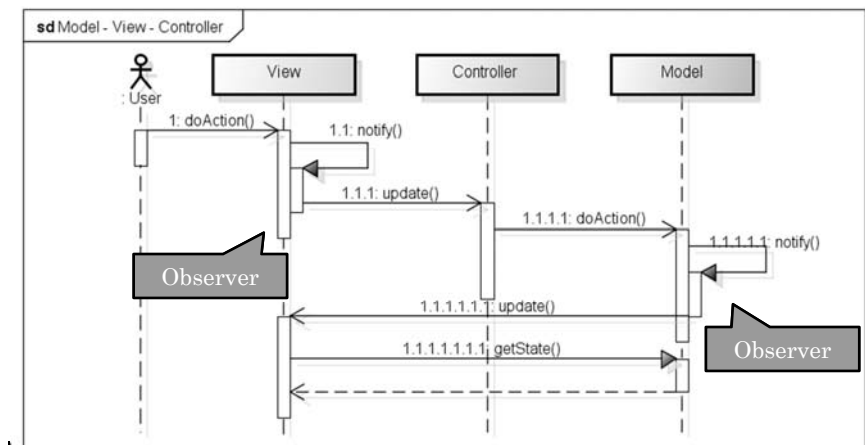 sd Model - View - Controller
View
Controller
Model
: User
1: doAction()
1.1: notify()
1.1.1: update()
1.1.1.1: doAction()
1.1.1.1.1: notify()
Observer
1.1.1.1.1.1: update()
1.1.1.1.1.1.1: getState()
Observer